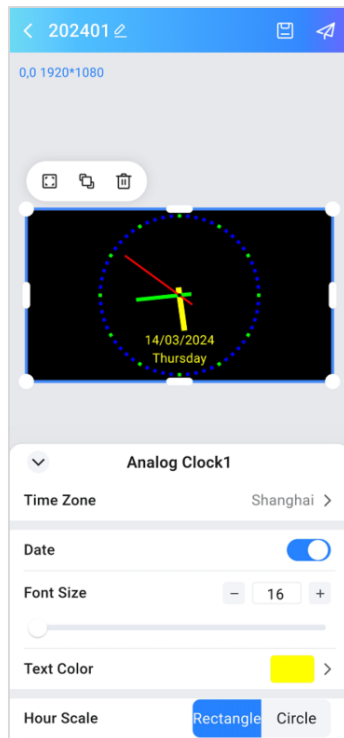 202401
0,0 1920*1080
14/03/2024
Thursday
Analog Clock1
Time Zone Shanghai
Date
Font Size − 16 +
Text Color
Hour Scale Rectangle Circle